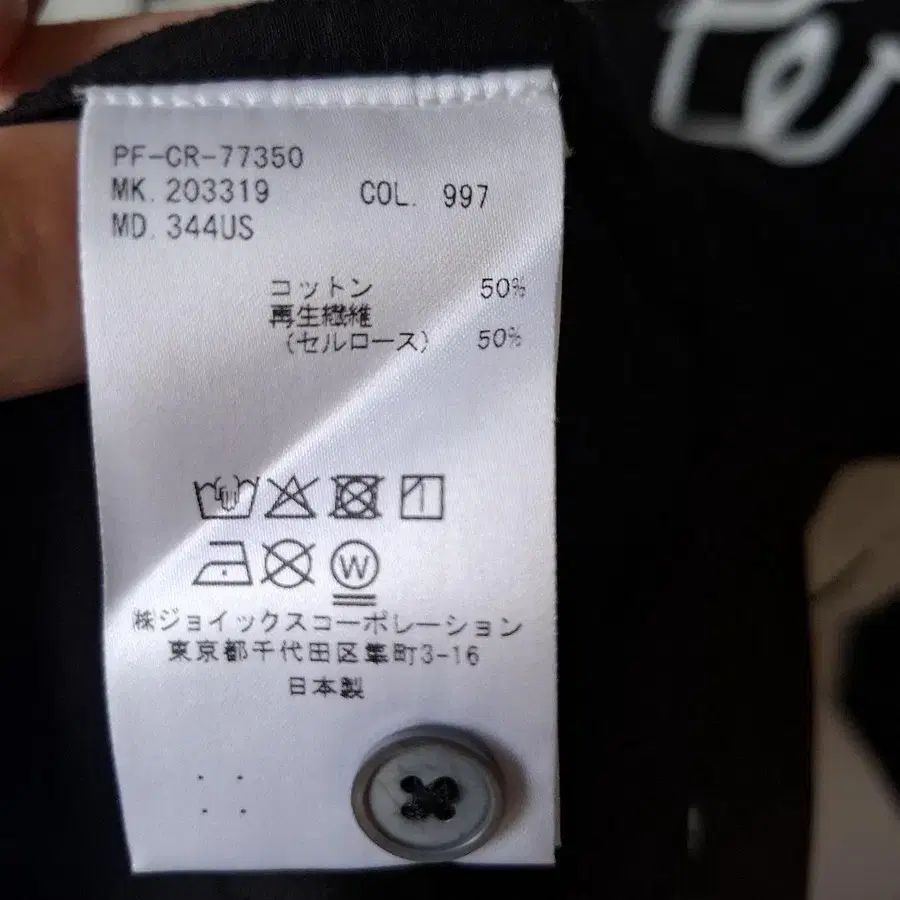 PF-CR-77350
MK. 203319 COL. 997
MD. 344US
コットン 50%
再生繊維
(セルロース) 50%
W
㈱ジョイックスコーポレーション
東京都千代田区隼町3-16
日本製